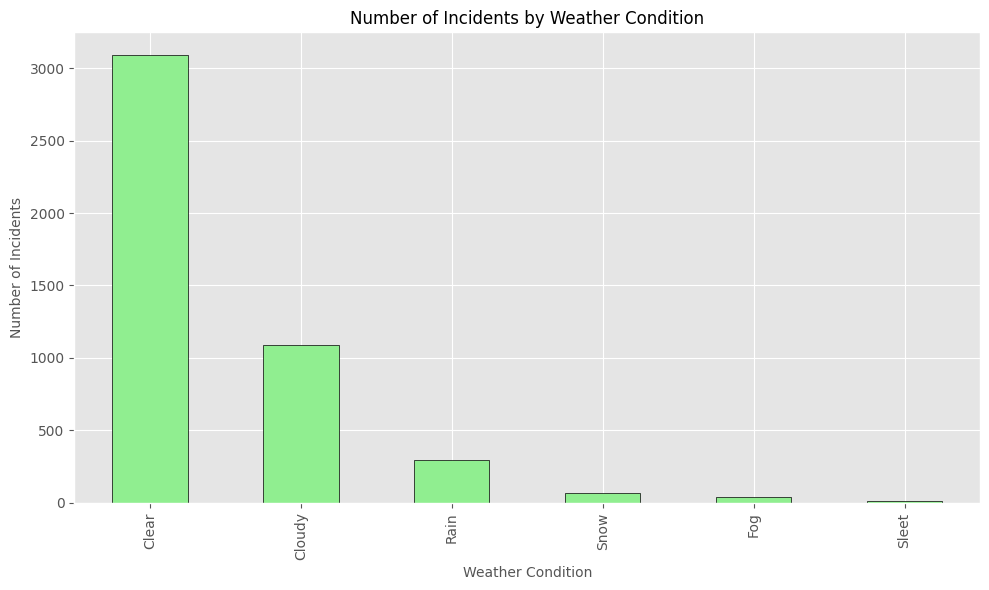 Number of Incidents by Weather Condition
Number of Incidents
3000
2500
2000
1500
1000
500
0
Clear
Cloudy
Rain
Snow
Fog
Sleet
Weather Condition